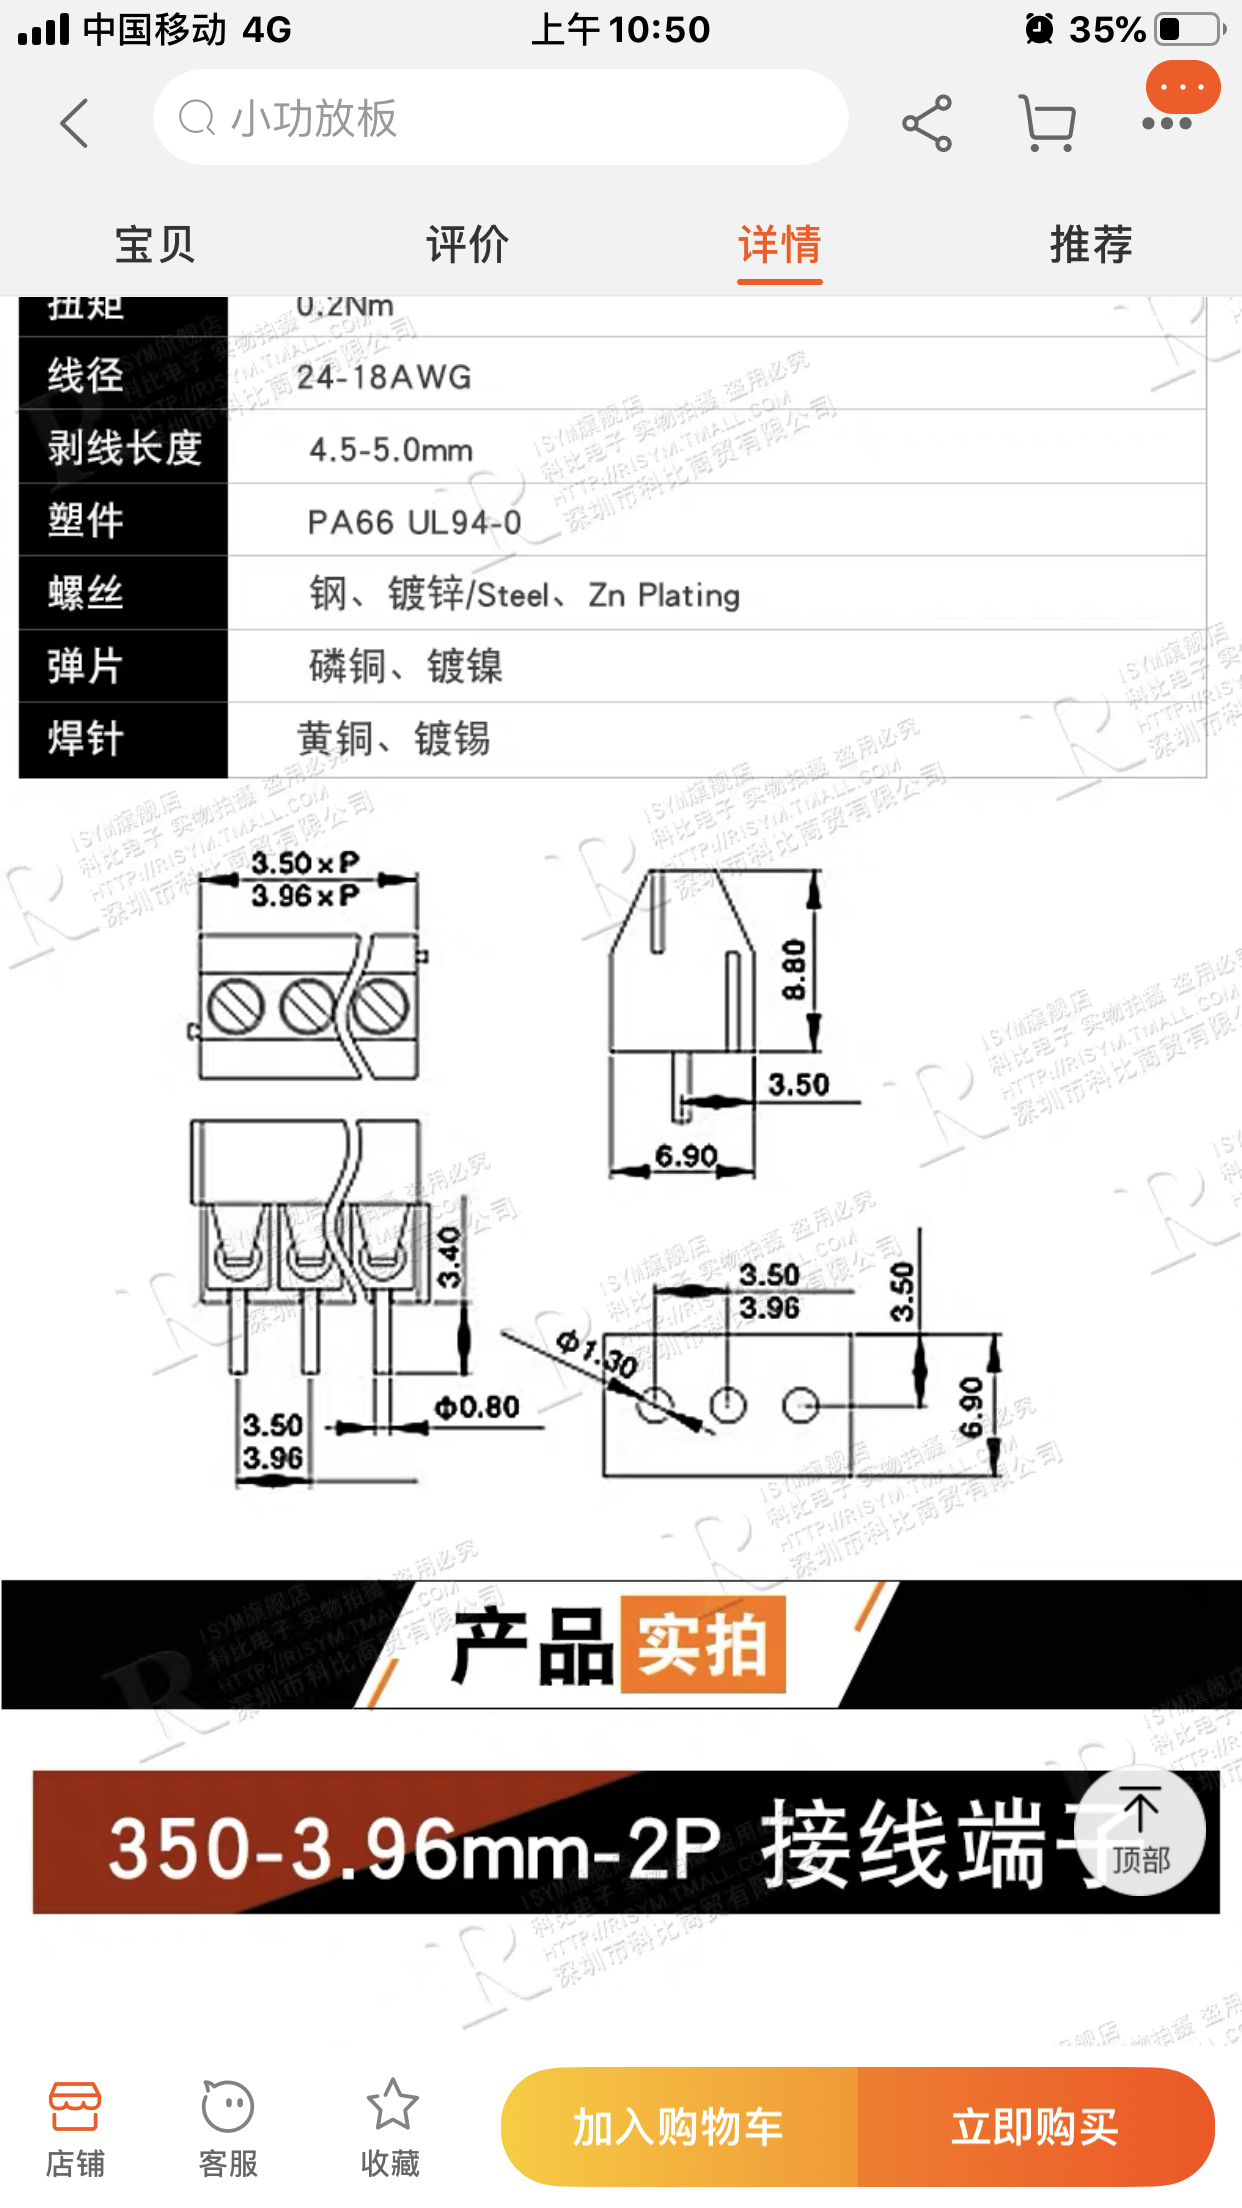 中国移动 4G 上午10:50 35%
小功放板
宝贝 评价 详情 推荐
扭矩 0.2Nm
线径 24-18AWG
剥线长度 4.5-5.0mm
塑件 PA66 UL94-0
螺丝 钢、镀锌/Steel、Zn Plating
弹片 磷铜、镀镍
焊针 黄铜、镀锡
3.50×P
3.96×P
8.80
3.50
6.90
3.40
3.50
3.96
Φ0.80
Φ1.30
3.50
3.96
3.50
6.90
产品实拍
350-3.96mm-2P 接线端子
顶部
店铺 客服 收藏 加入购物车 立即购买
ISYM旗舰店
科比电子 实物拍摄 盗用必究
HTTP://RISYM.TMALL.COM
深圳市科比商贸有限公司